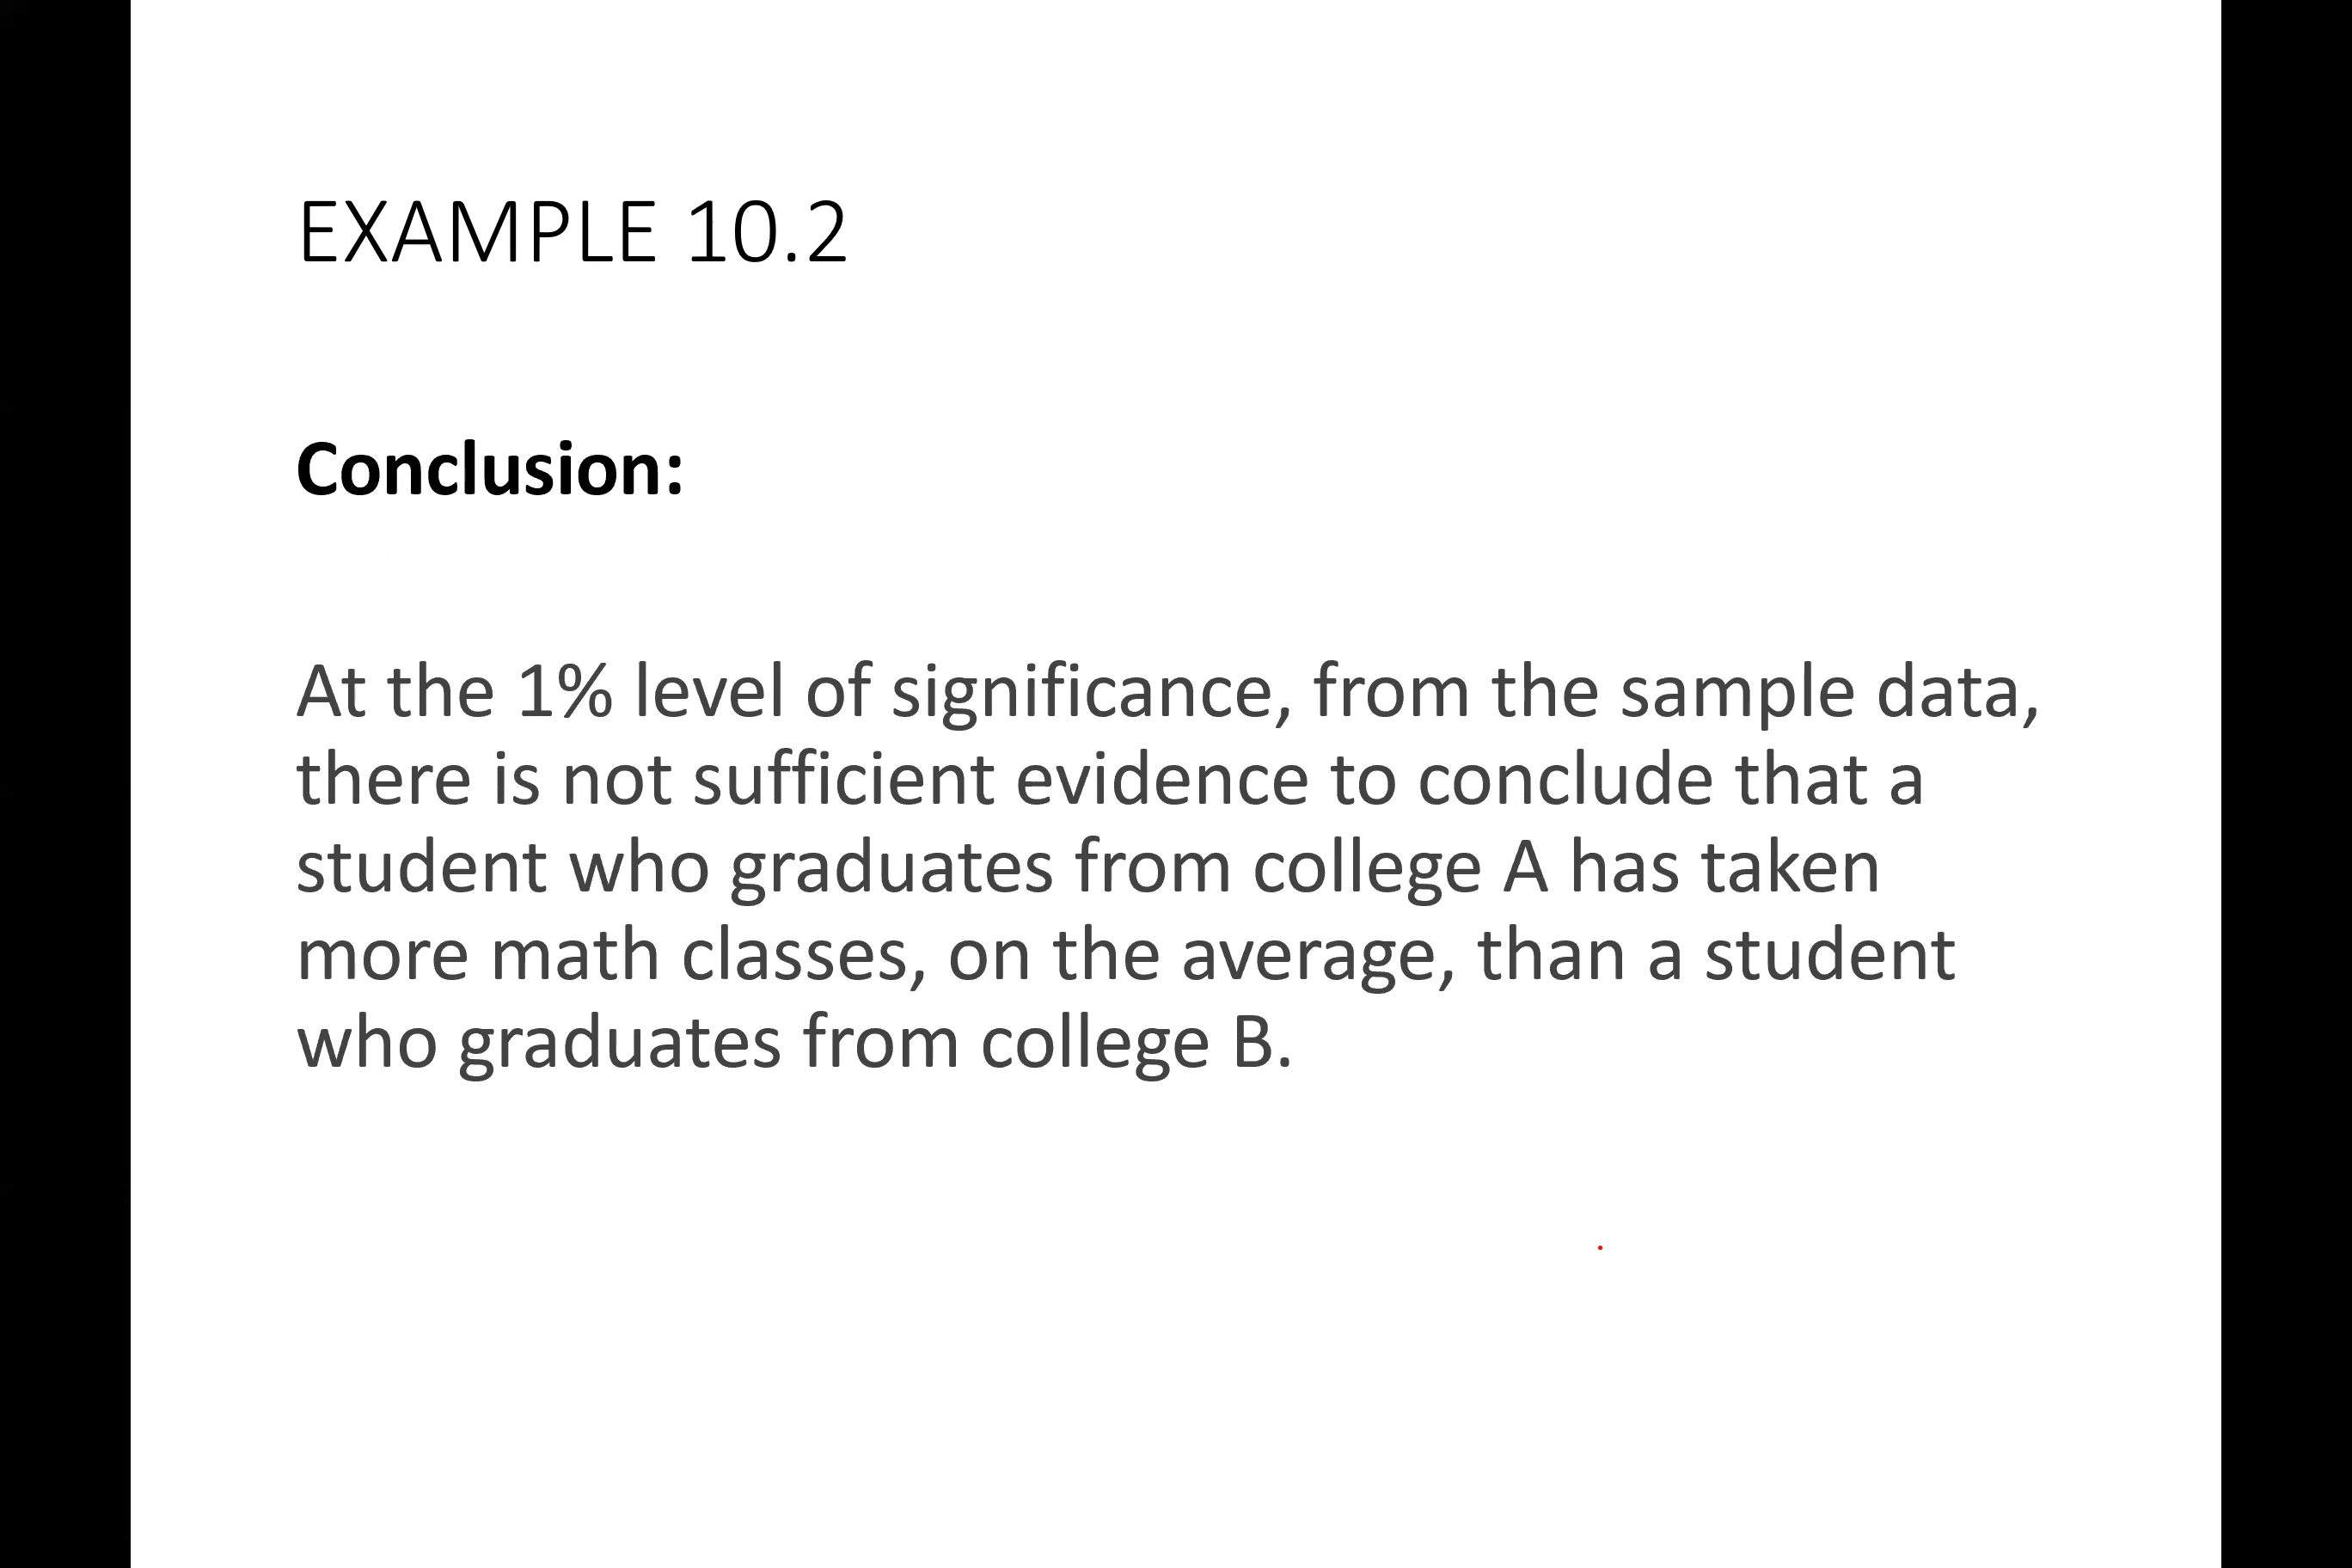 EXAMPLE 10.2
Conclusion:
At the 1% level of significance, from the sample data,
there is not sufficient evidence to conclude that a
student who graduates from college A has taken
more math classes, on the average, than a student
who graduates from college B.